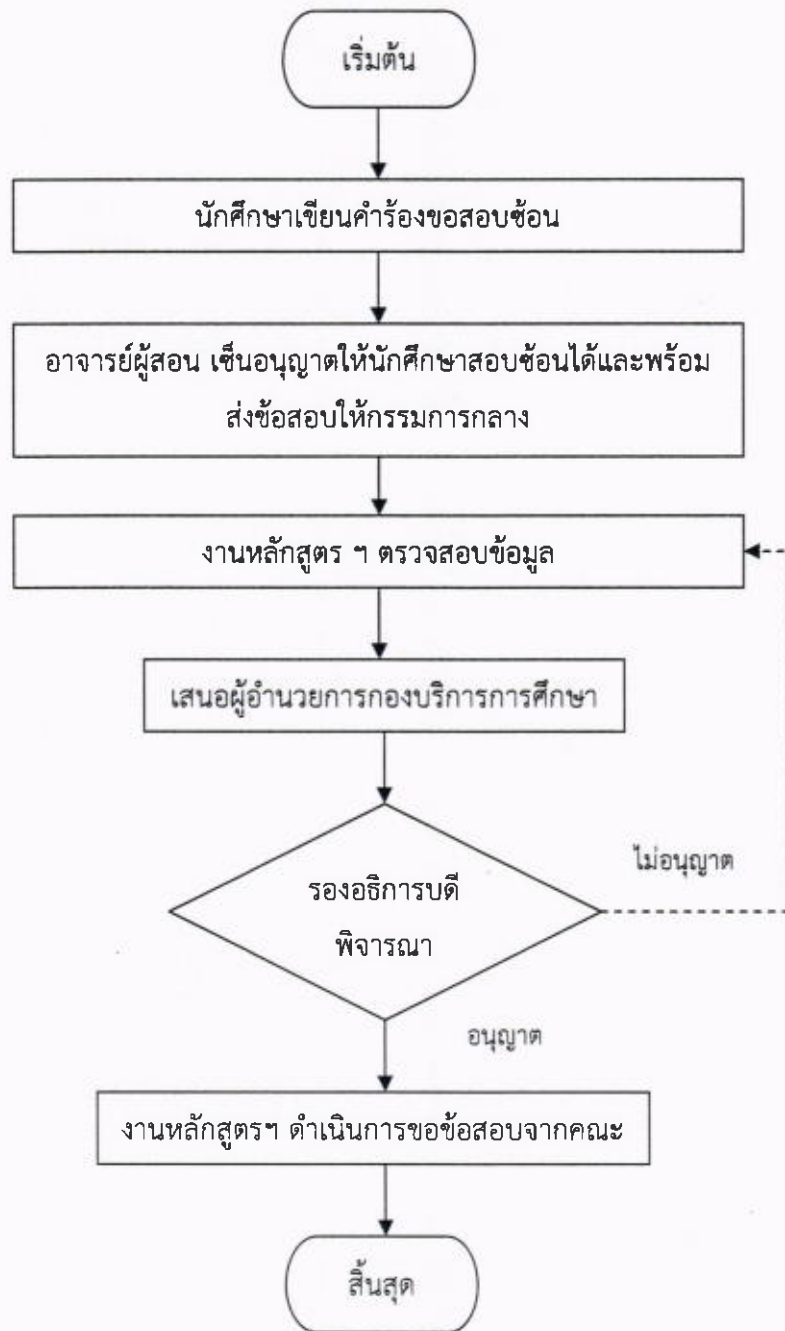 เริ่มต้น
นักศึกษาเขียนคำร้องขอสอบซ้อน
อาจารย์ผู้สอน เซ็นอนุญาตให้นักศึกษาสอบซ้อนได้และพร้อม
ส่งข้อสอบให้กรรมการกลาง
งานหลักสูตร ฯ ตรวจสอบข้อมูล
เสนอผู้อำนวยการกองบริการการศึกษา
รองอธิการบดี
พิจารณา
ไม่อนุญาต
อนุญาต
งานหลักสูตรฯ ดำเนินการขอข้อสอบจากคณะ
สิ้นสุด